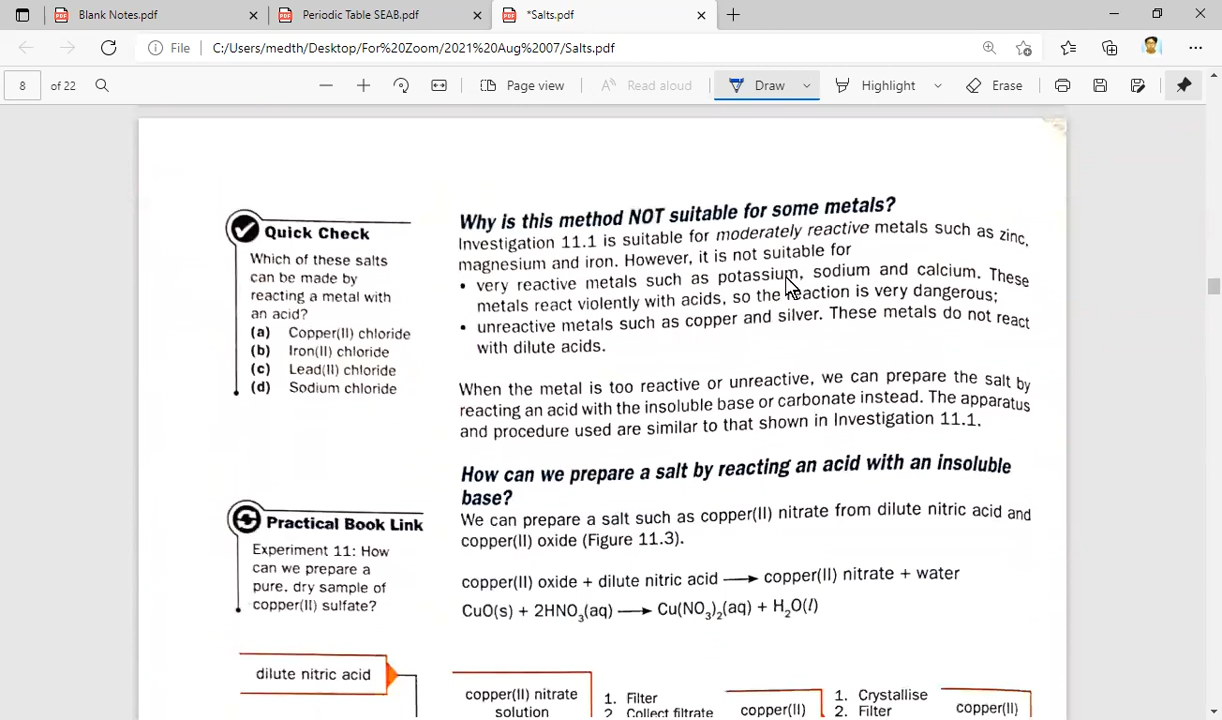 Blank Notes.pdf
Periodic Table SEAB.pdf
*Salts.pdf
File
C:/Users/medth/Desktop/For%20Zoom/2021%20Aug%2007/Salts.pdf
8 of 22
Page view
Read aloud
Draw
Highlight
Erase
Quick Check
Which of these salts
can be made by
reacting a metal with
an acid?
(a) Copper(II) chloride
(b) Iron(II) chloride
(c) Lead(II) chloride
(d) Sodium chloride
Why is this method NOT suitable for some metals?
Investigation 11.1 is suitable for moderately reactive metals such as zinc,
magnesium and iron. However, it is not suitable for
• very reactive metals such as potassium, sodium and calcium. These
metals react violently with acids, so the reaction is very dangerous;
• unreactive metals such as copper and silver. These metals do not react
with dilute acids.
When the metal is too reactive or unreactive, we can prepare the salt by
reacting an acid with the insoluble base or carbonate instead. The apparatus
and procedure used are similar to that shown in Investigation 11.1.
How can we prepare a salt by reacting an acid with an insoluble
base?
We can prepare a salt such as copper(II) nitrate from dilute nitric acid and
copper(II) oxide (Figure 11.3).
copper(II) oxide + dilute nitric acid ⟶ copper(II) nitrate + water
CuO(s) + 2HNO₃(aq) ⟶ Cu(NO₃)₂(aq) + H₂O(l)
Practical Book Link
Experiment 11: How
can we prepare a
pure, dry sample of
copper(II) sulfate?
dilute nitric acid
copper(II) nitrate
solution
1. Filter
2. Collect filtrate
copper(II)
1. Crystallise
2. Filter
copper(II)